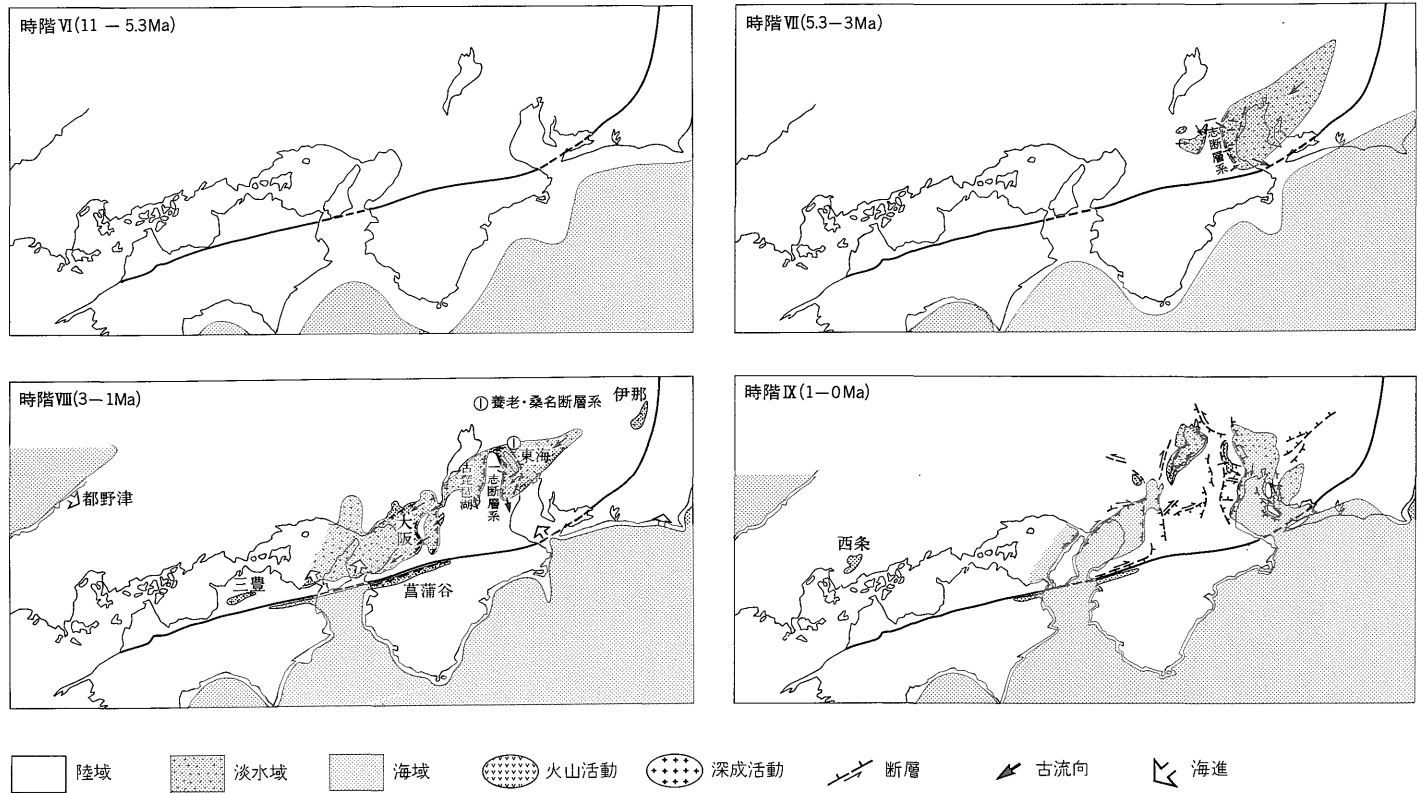 時階Ⅵ(11－5.3Ma)
時階Ⅶ(5.3－3Ma)
一志断層系
時階Ⅷ(3－1Ma)
①養老・桑名断層系
伊那
①
東海
古琵琶湖
一志断層系
都野津
大阪
三豊
菖蒲谷
時階Ⅸ(1－0Ma)
西条
陸域
淡水域
海域
火山活動
深成活動
断層
古流向
海進